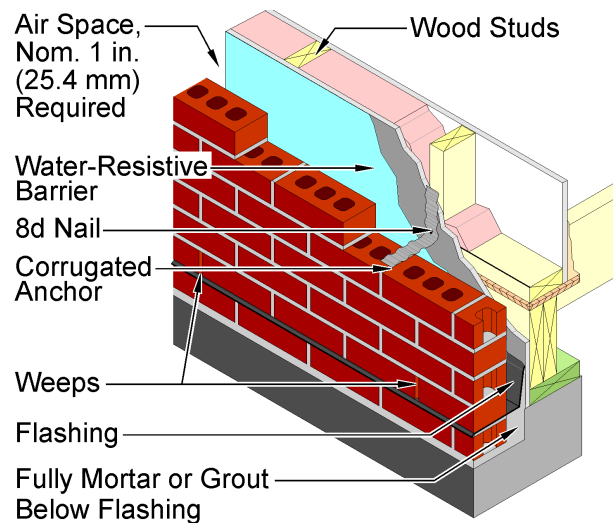 Air Space,
Nom. 1 in.
(25.4 mm)
Required
Wood Studs
Water-Resistive
Barrier
8d Nail
Corrugated
Anchor
Weeps
Flashing
Fully Mortar or Grout
Below Flashing